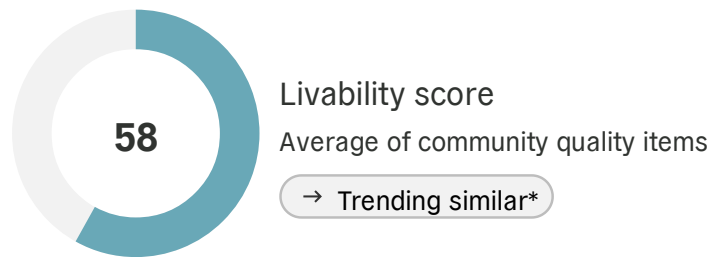 58
Livability score
Average of community quality items
→ Trending similar*